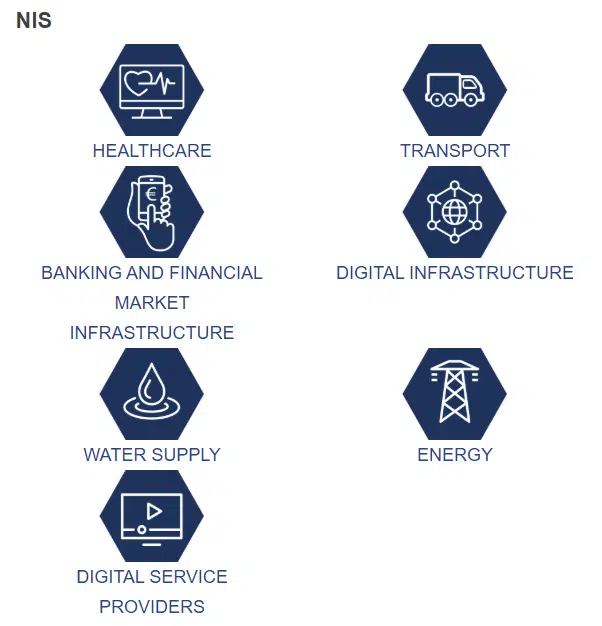 NIS
HEALTHCARE
TRANSPORT
€
BANKING AND FINANCIAL
MARKET
INFRASTRUCTURE
DIGITAL INFRASTRUCTURE
WATER SUPPLY
ENERGY
DIGITAL SERVICE
PROVIDERS